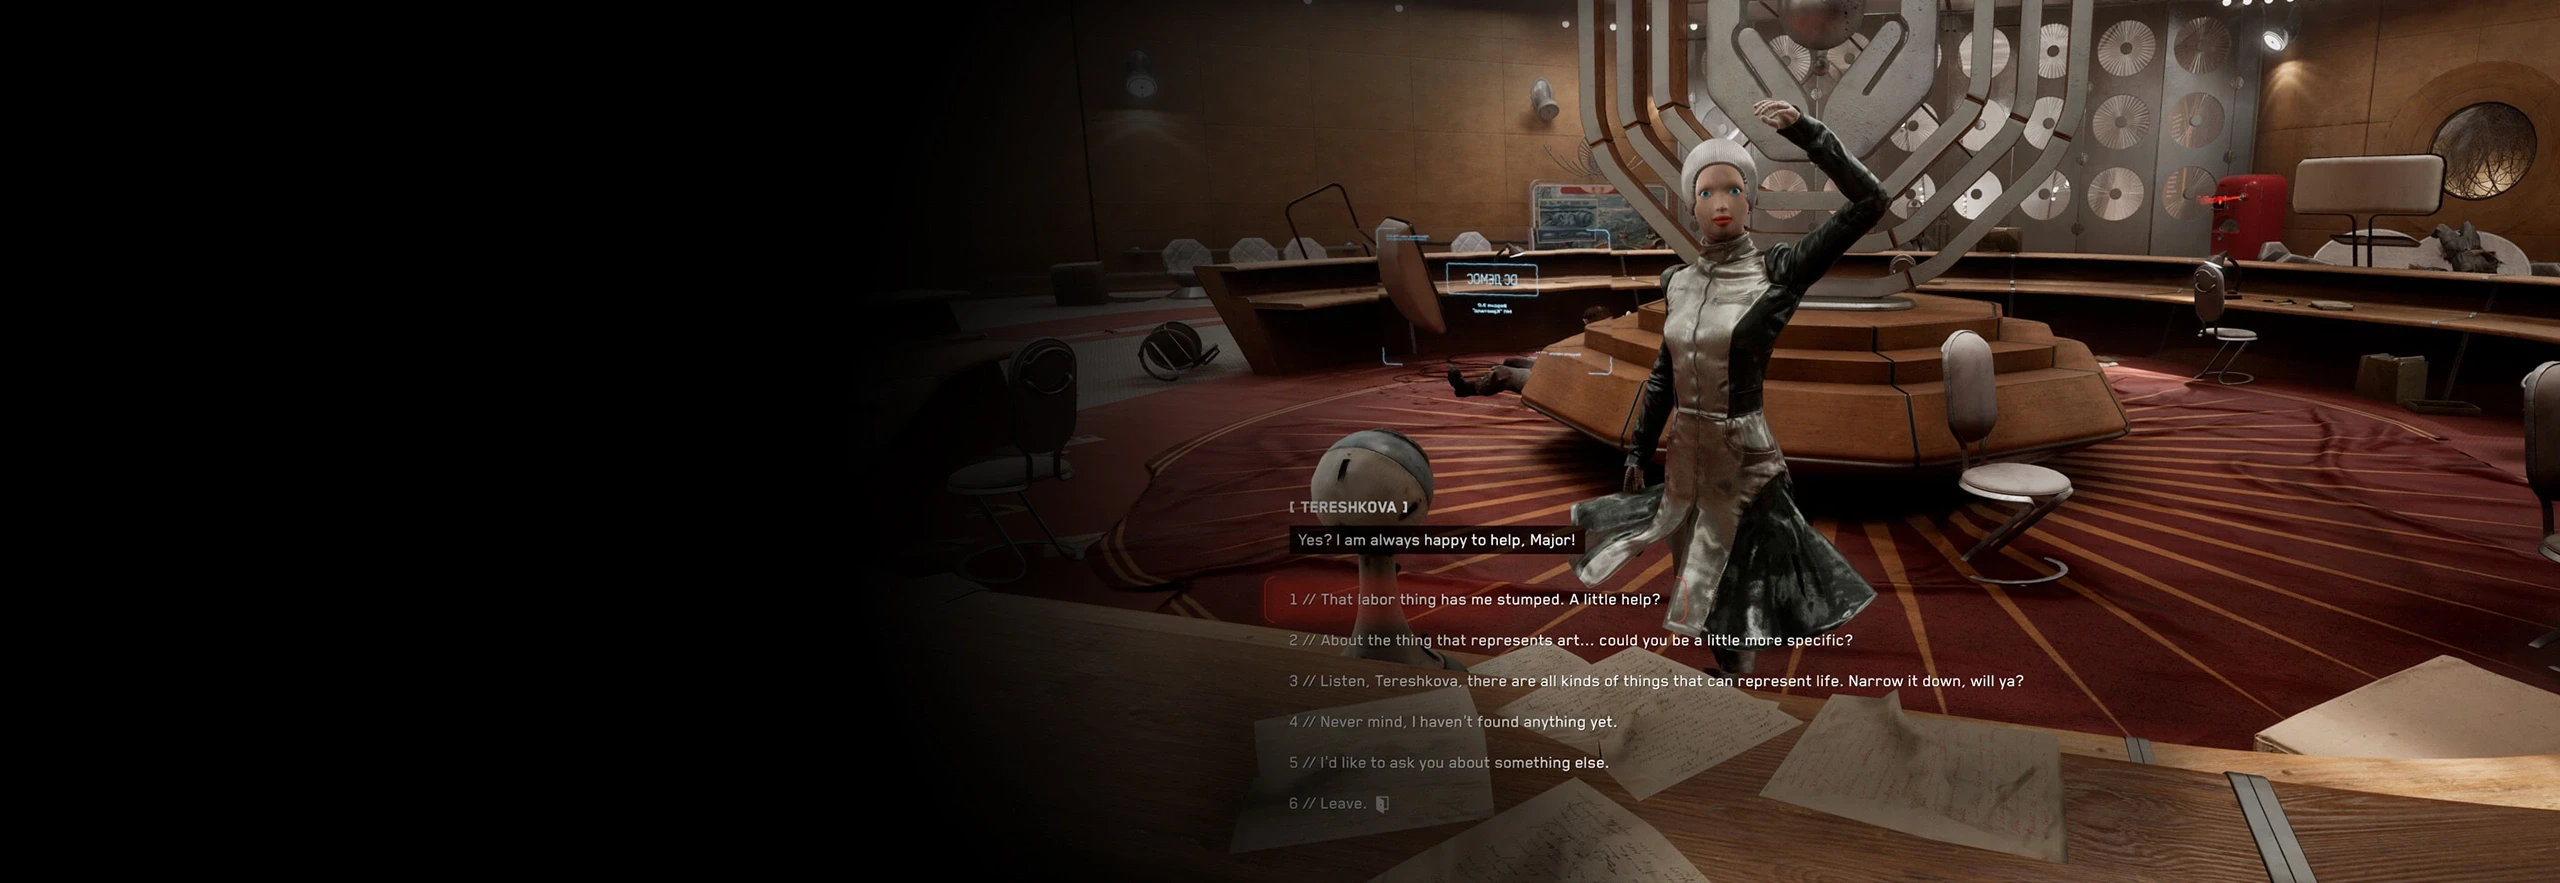 [ TERESHKOVA ]
Yes? I am always happy to help, Major!
1 // That labor thing has me stumped. A little help?
2 // About the thing that represents art... could you be a little more specific?
3 // Listen, Tereshkova, there are all kinds of things that can represent life. Narrow it down, will ya?
4 // Never mind, I haven't found anything yet.
5 // I'd like to ask you about something else.
6 // Leave.